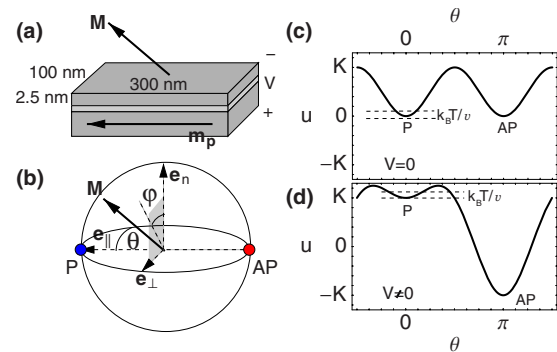 (a)
M
100 nm
300 nm
2.5 nm
m_p
−
V
+
(b)
M
φ
e_n
e_∥
θ
P
AP
e_⊥
(c)
θ
0
π
K
u
0
−K
P
AP
k_BT/υ
V=0
(d)
K
u
0
−K
P
k_BT/υ
AP
V≠0
0
π
θ